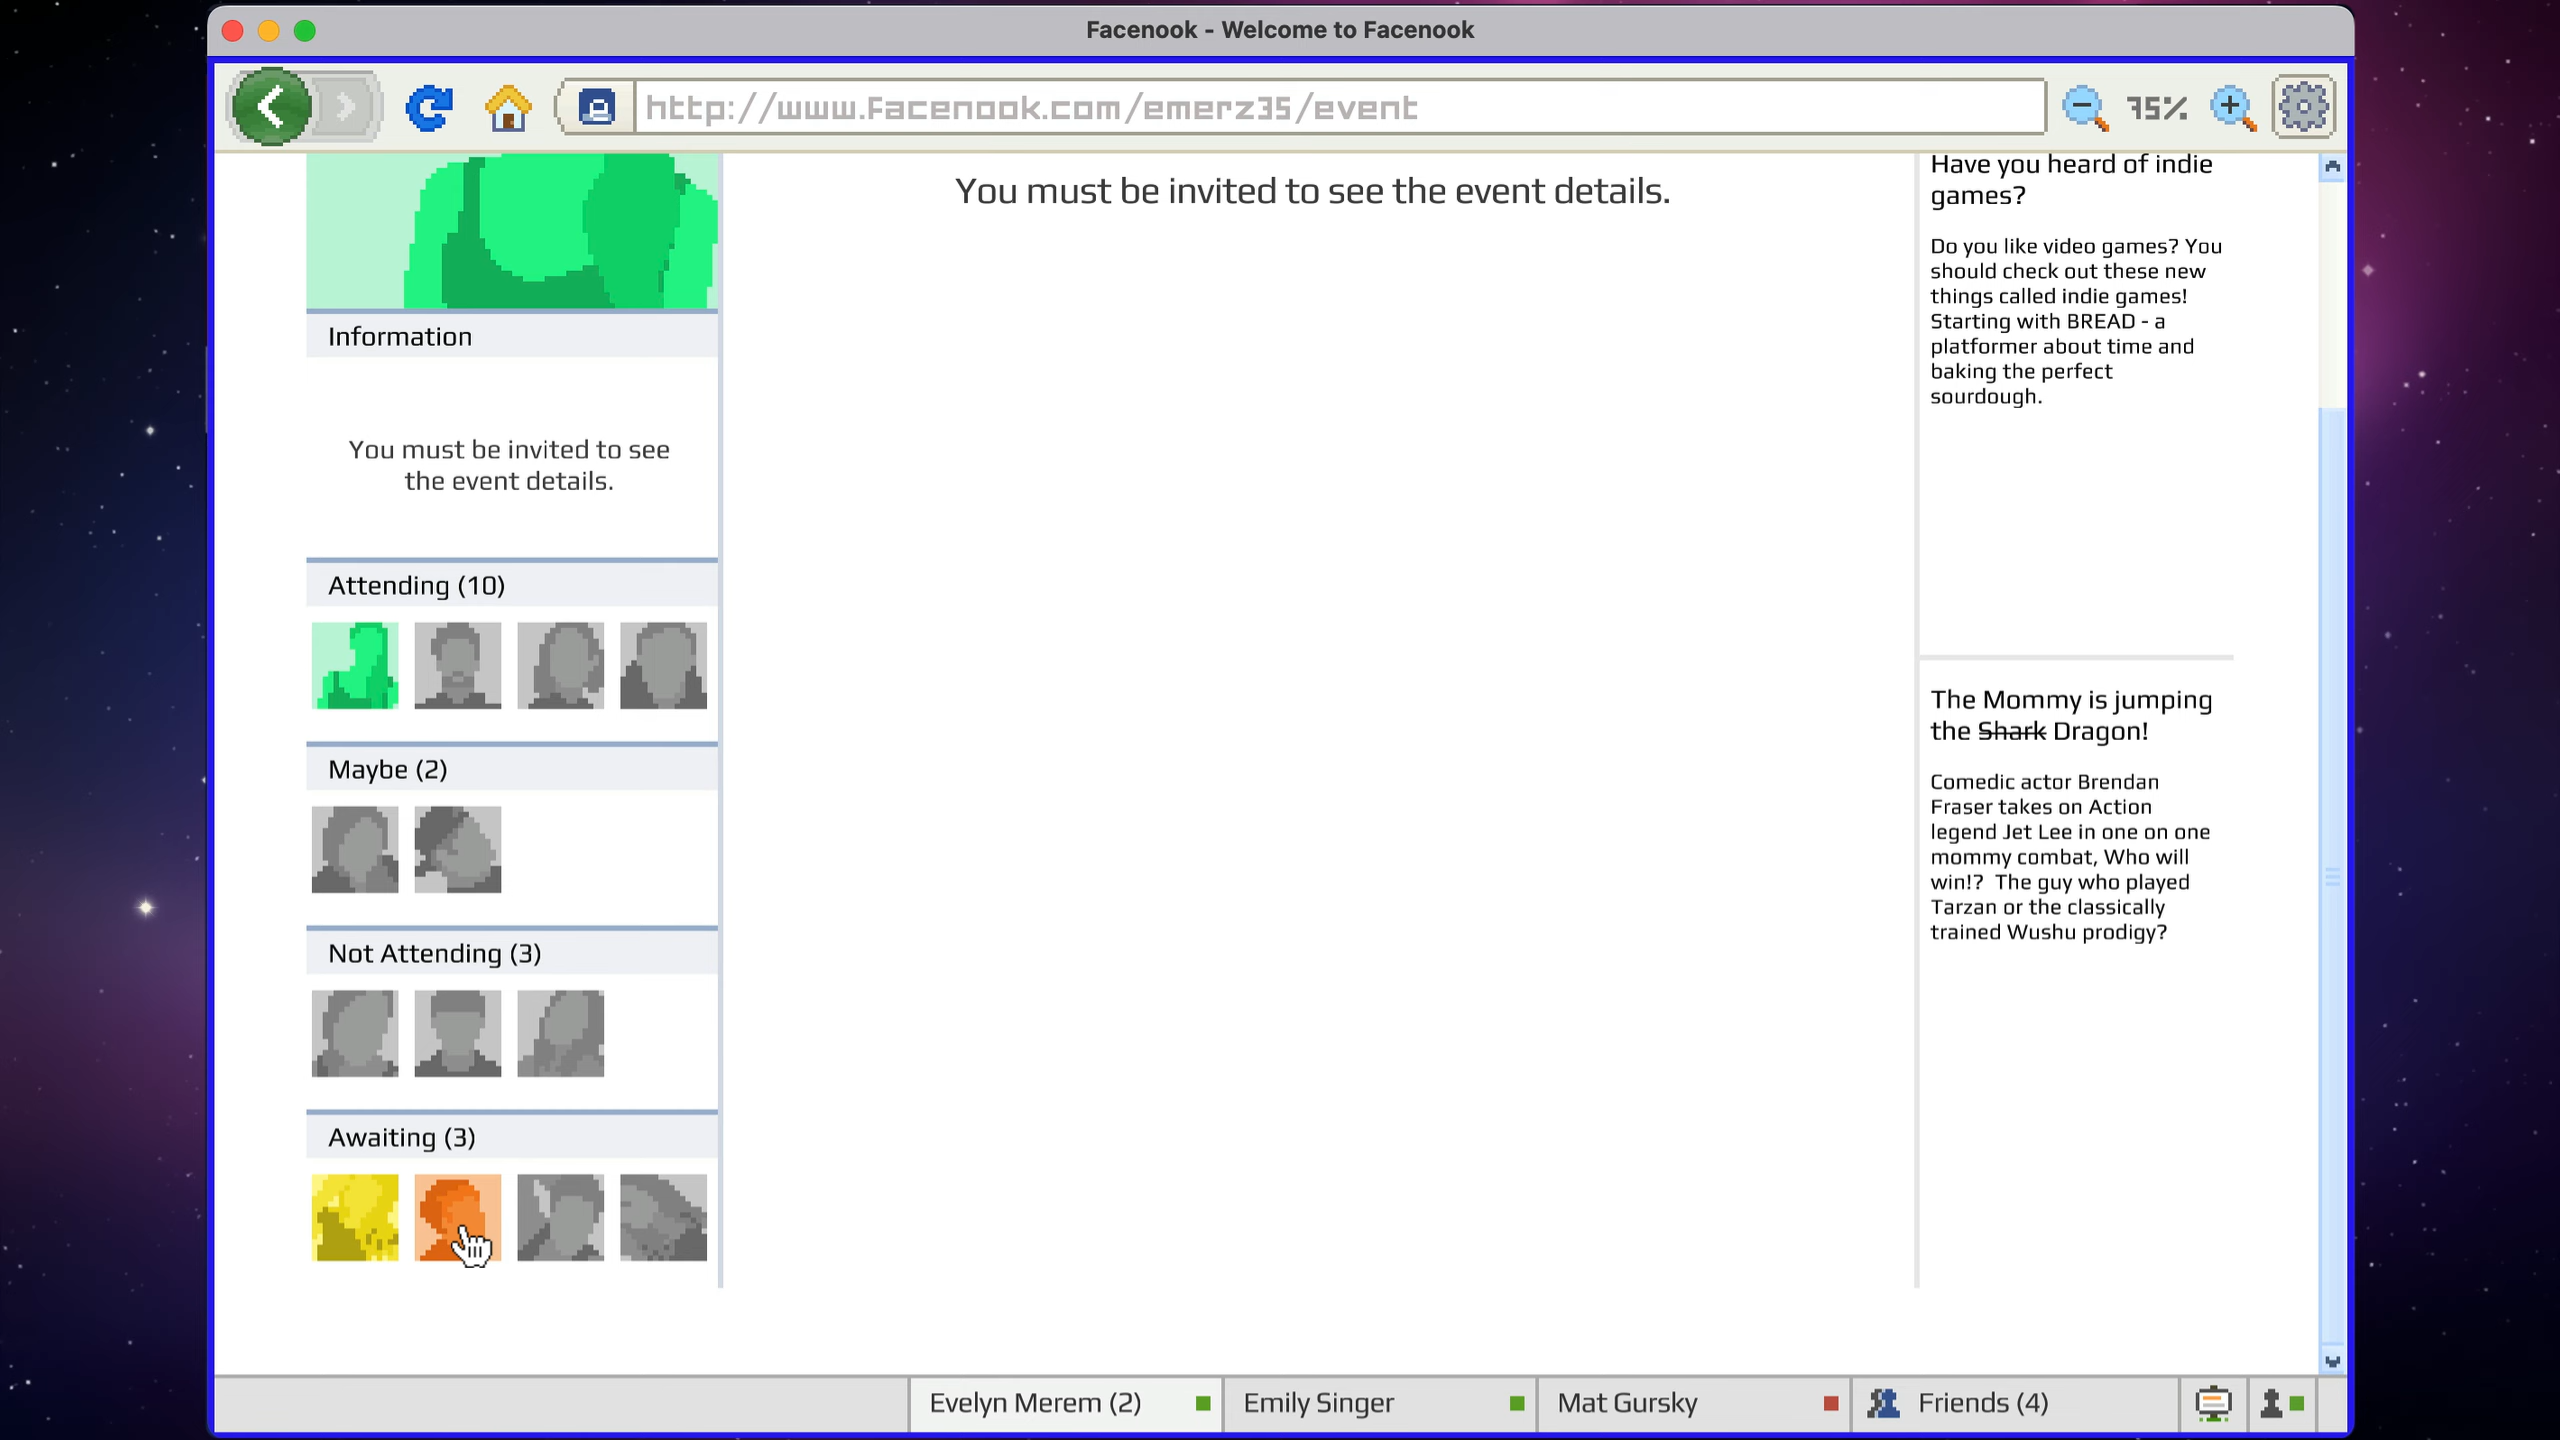 Facenook - Welcome to Facenook
http://www.Facenook.com/emerz35/event
75%
You must be invited to see the event details.
Information
You must be invited to see
the event details.
Attending (10)
Maybe (2)
Not Attending (3)
Awaiting (3)
Have you heard of indie
games?
Do you like video games? You
should check out these new
things called indie games!
Starting with BREAD - a
platformer about time and
baking the perfect
sourdough.
The Mommy is jumping
the Shark Dragon!
Comedic actor Brendan
Fraser takes on Action
legend Jet Lee in one on one
mommy combat, Who will
win!? The guy who played
Tarzan or the classically
trained Wushu prodigy?
Evelyn Merem (2)
Emily Singer
Mat Gursky
Friends (4)